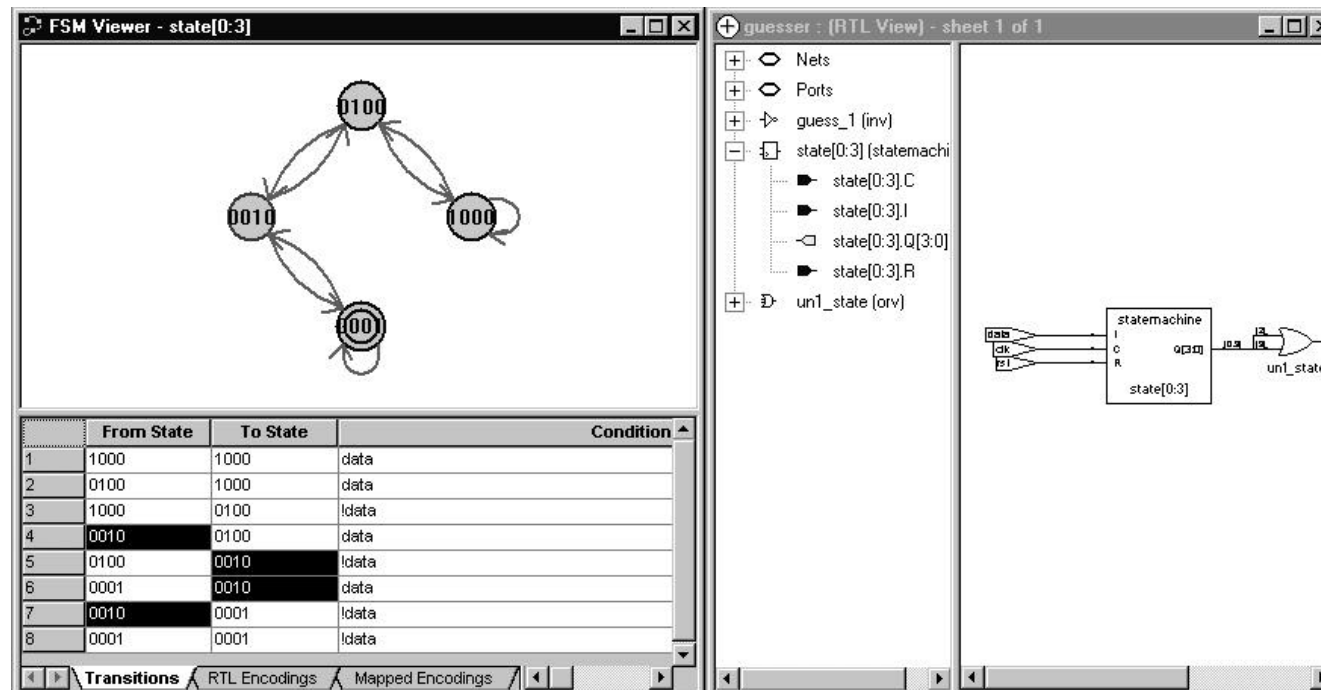 FSM Viewer - state[0:3]
0100
0010
1000
0001
From State To State Condition
1 1000 1000 data
2 0100 1000 data
3 1000 0100 !data
4 0010 0100 data
5 0100 0010 !data
6 0001 0010 data
7 0010 0001 !data
8 0001 0001 !data
Transitions RTL Encodings Mapped Encodings
guesser : (RTL View) - sheet 1 of 1
Nets
Ports
guess_1 (inv)
state[0:3] (statemachi
state[0:3].C
state[0:3].I
state[0:3].Q[3:0]
state[0:3].R
un1_state (orv)
statemachine
data I
clk C Q[3:0]
rst R
state[0:3]
un1_state